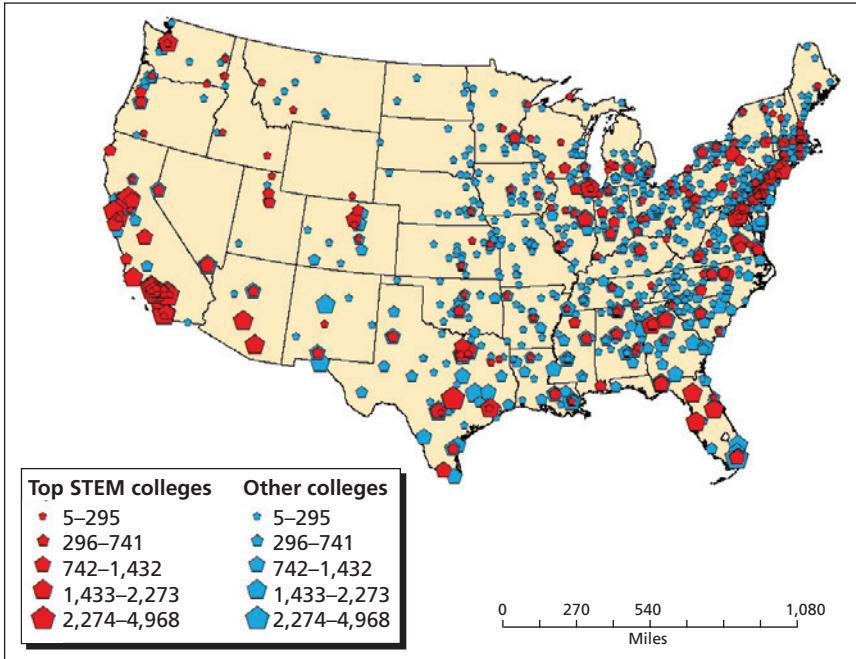 Top STEM colleges
5–295
296–741
742–1,432
1,433–2,273
2,274–4,968
Other colleges
5–295
296–741
742–1,432
1,433–2,273
2,274–4,968
0 270 540 1,080
Miles